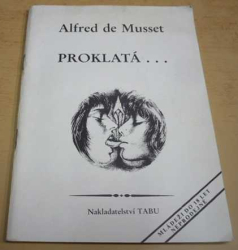 Alfred de Musset
PROKLATÁ . . .
Nakladatelství TABU
MLÁDEŽI DO 18 LET
NEPRODEJNÉ